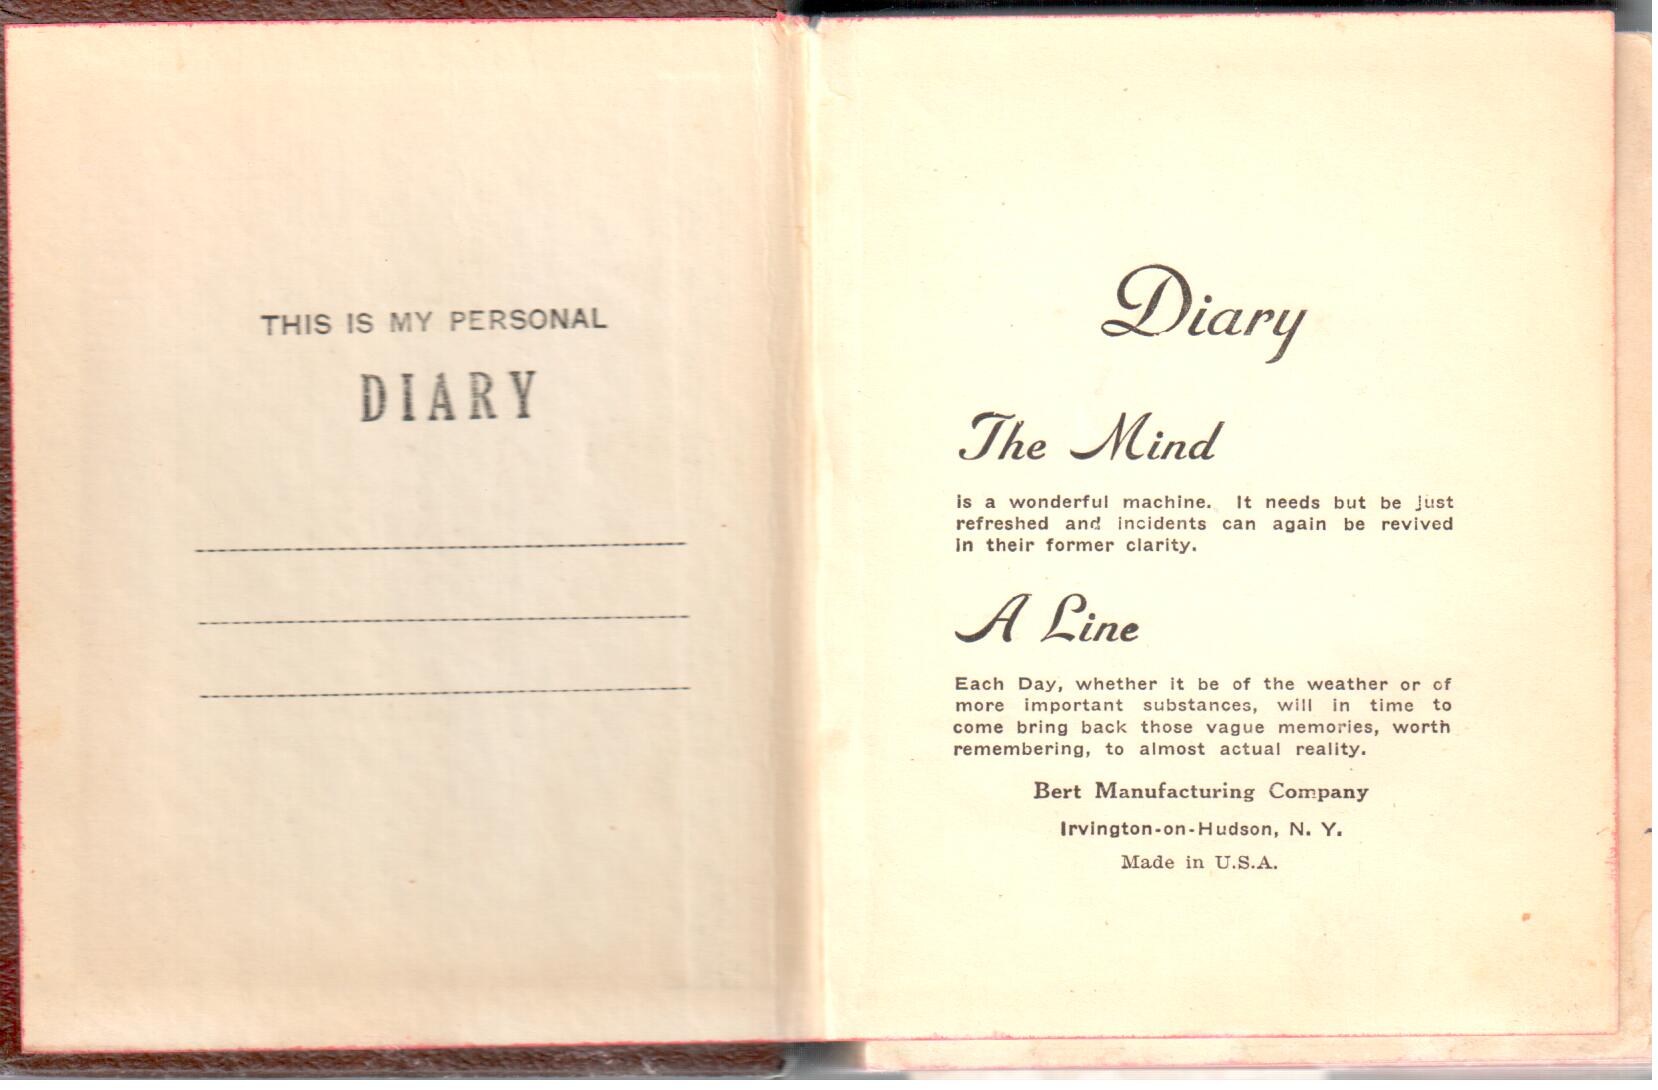 THIS IS MY PERSONAL
DIARY
Diary
The Mind
is a wonderful machine. It needs but be just
refreshed and incidents can again be revived
in their former clarity.
A Line
Each Day, whether it be of the weather or of
more important substances, will in time to
come bring back those vague memories, worth
remembering, to almost actual reality.
Bert Manufacturing Company
Irvington-on-Hudson, N. Y.
Made in U.S.A.